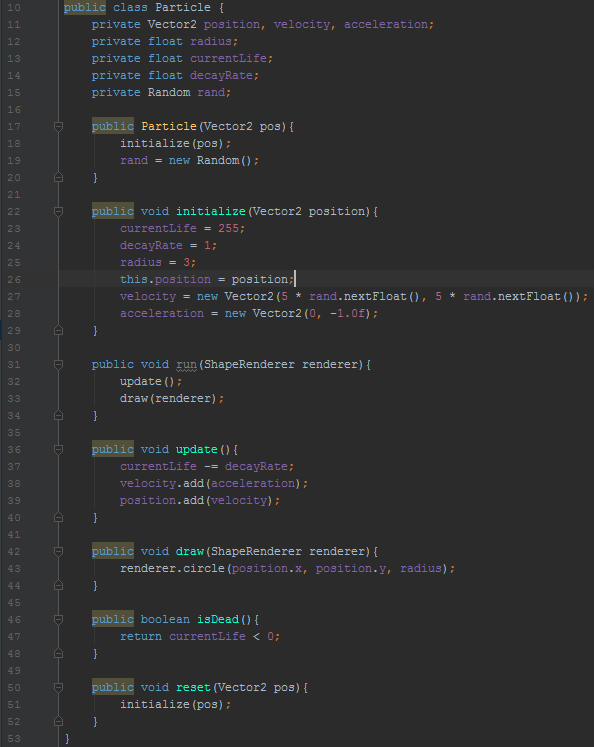 10 public class Particle {
11     private Vector2 position, velocity, acceleration;
12     private float radius;
13     private float currentLife;
14     private float decayRate;
15     private Random rand;
16
17     public Particle(Vector2 pos){
18         initialize(pos);
19         rand = new Random();
20     }
21
22     public void initialize(Vector2 position){
23         currentLife = 255;
24         decayRate = 1;
25         radius = 3;
26         this.position = position;
27         velocity = new Vector2(5 * rand.nextFloat(), 5 * rand.nextFloat());
28         acceleration = new Vector2(0, -1.0f);
29     }
30
31     public void run(ShapeRenderer renderer){
32         update();
33         draw(renderer);
34     }
35
36     public void update(){
37         currentLife -= decayRate;
38         velocity.add(acceleration);
39         position.add(velocity);
40     }
41
42     public void draw(ShapeRenderer renderer){
43         renderer.circle(position.x, position.y, radius);
44     }
45
46     public boolean isDead(){
47         return currentLife < 0;
48     }
49
50     public void reset(Vector2 pos){
51         initialize(pos);
52     }
53 }